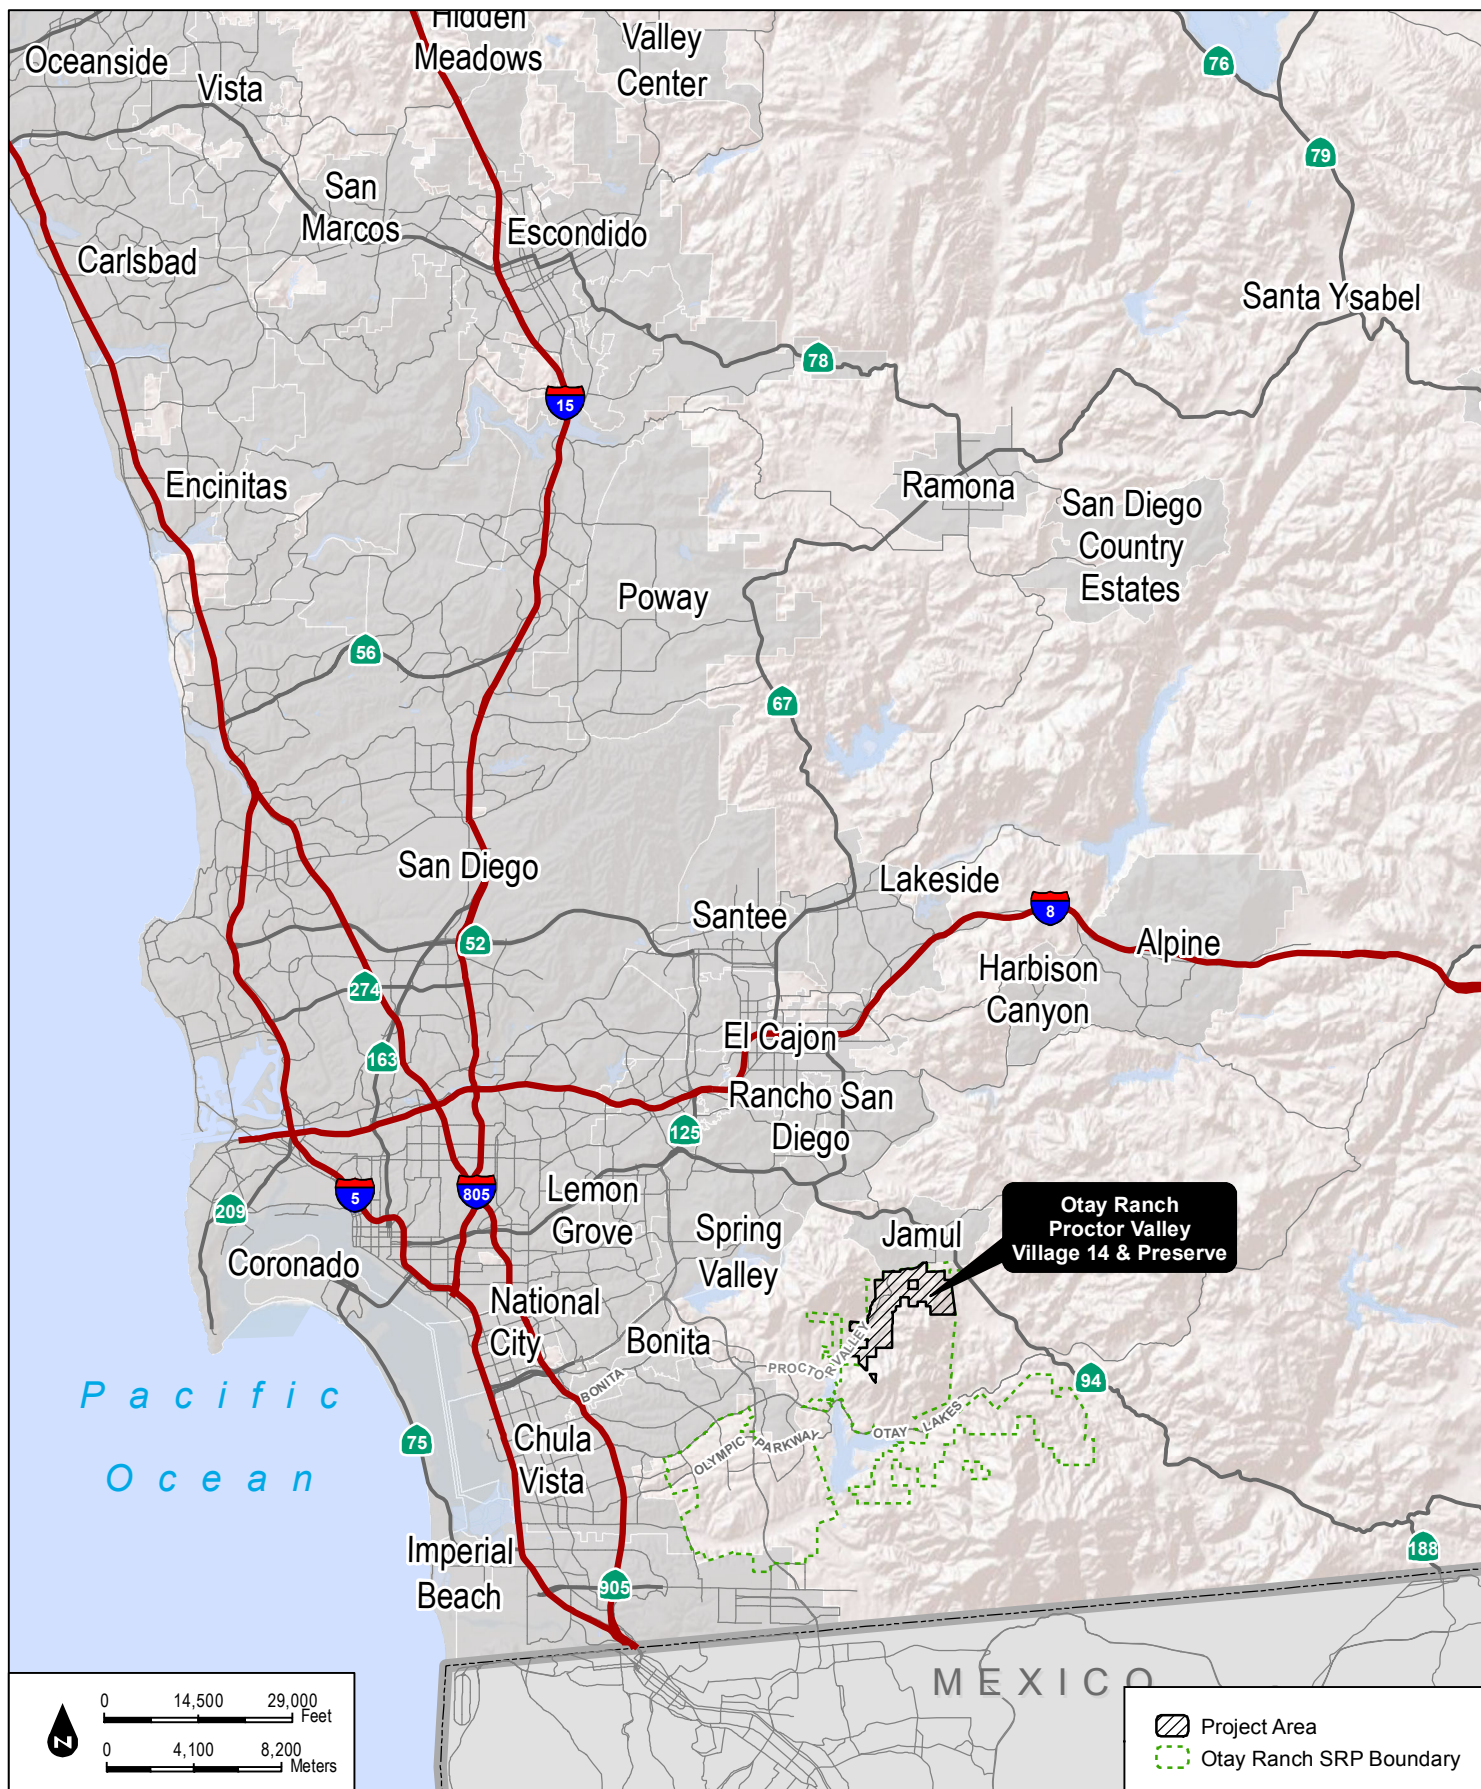 Hidden
Meadows
Valley
Center
Oceanside
Vista
76
79
San
Marcos
Escondido
Carlsbad
Santa Ysabel
78
15
Encinitas
Ramona
San Diego
Country
Estates
Poway
56
67
San Diego
Lakeside
Santee
8
52
Alpine
Harbison
Canyon
274
El Cajon
163
Rancho San
Diego
125
5
805
Lemon
Grove
209
Spring
Valley
Jamul
Otay Ranch
Proctor Valley
Village 14 & Preserve
Coronado
National
City
Bonita
PROCTOR VALLEY
BONITA
94
Pacific
Ocean
75
Chula
Vista
OLYMPIC PARKWAY
OTAY LAKES
Imperial
Beach
905
188
MEXICO
N
0 14,500 29,000
Feet
0 4,100 8,200
Meters
Project Area
Otay Ranch SRP Boundary